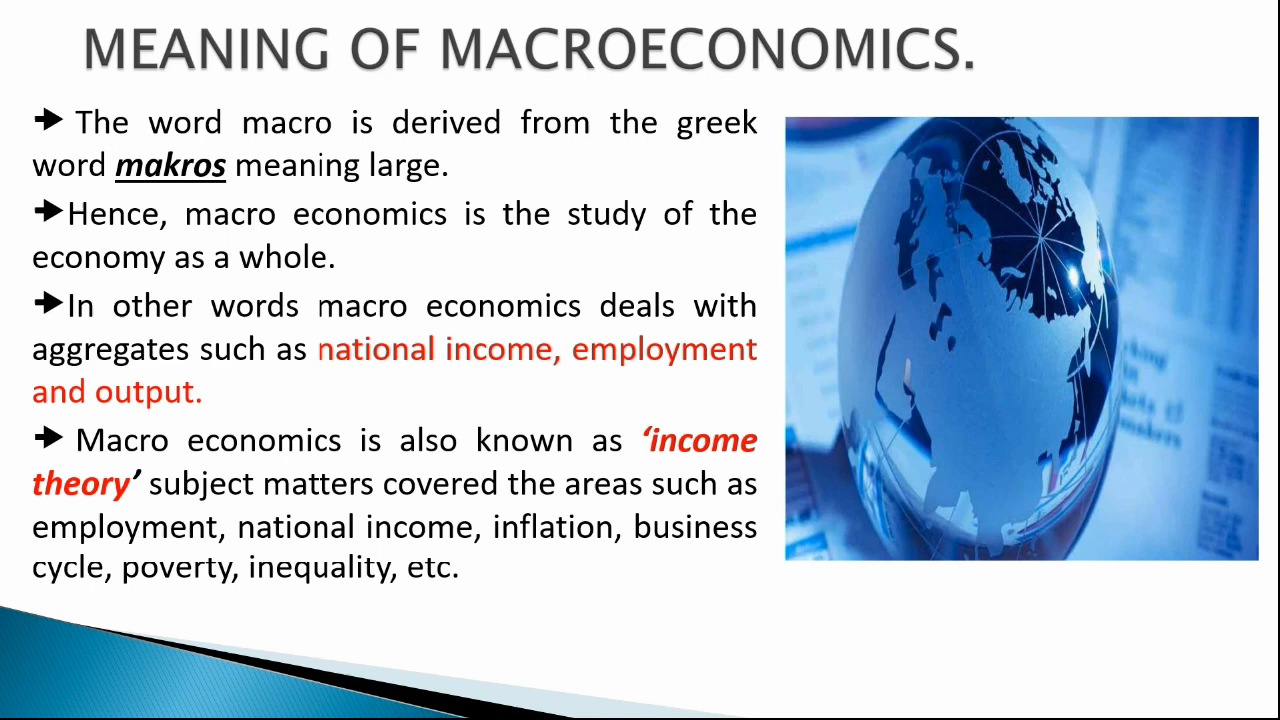 MEANING OF MACROECONOMICS.
The word macro is derived from the greek
word makros meaning large.
Hence, macro economics is the study of the
economy as a whole.
In other words macro economics deals with
aggregates such as national income, employment
and output.
Macro economics is also known as ‘income
theory’ subject matters covered the areas such as
employment, national income, inflation, business
cycle, poverty, inequality, etc.